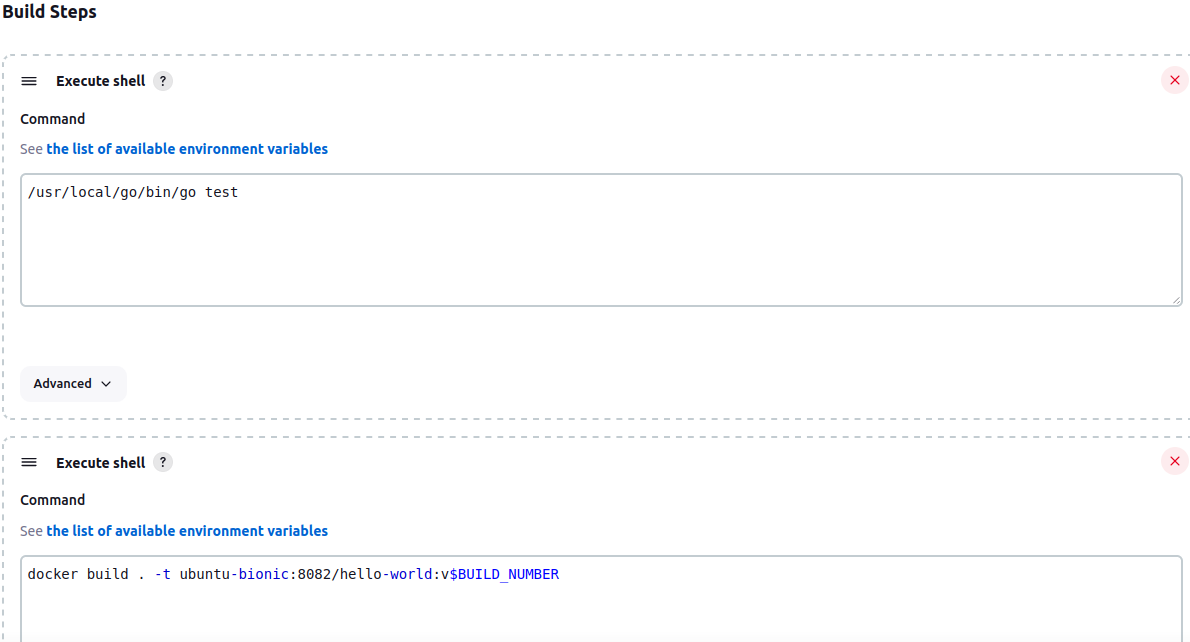 Build Steps
Execute shell ?
Command
See the list of available environment variables
/usr/local/go/bin/go test
Advanced
Execute shell ?
Command
See the list of available environment variables
docker build . -t ubuntu-bionic:8082/hello-world:v$BUILD_NUMBER